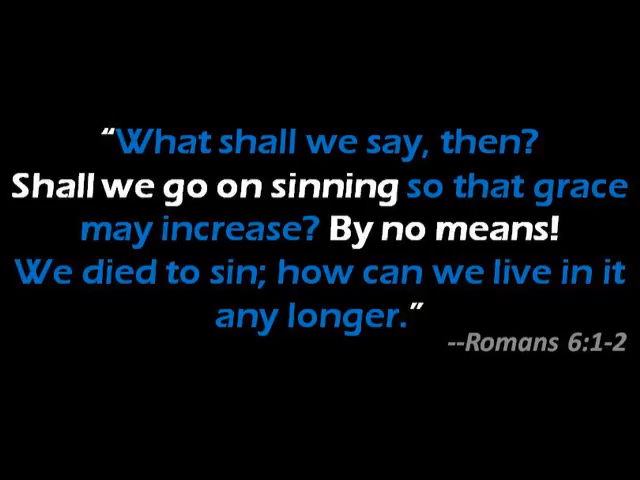 “What shall we say, then?
Shall we go on sinning so that grace
may increase? By no means!
We died to sin; how can we live in it
any longer.”
--Romans 6:1-2